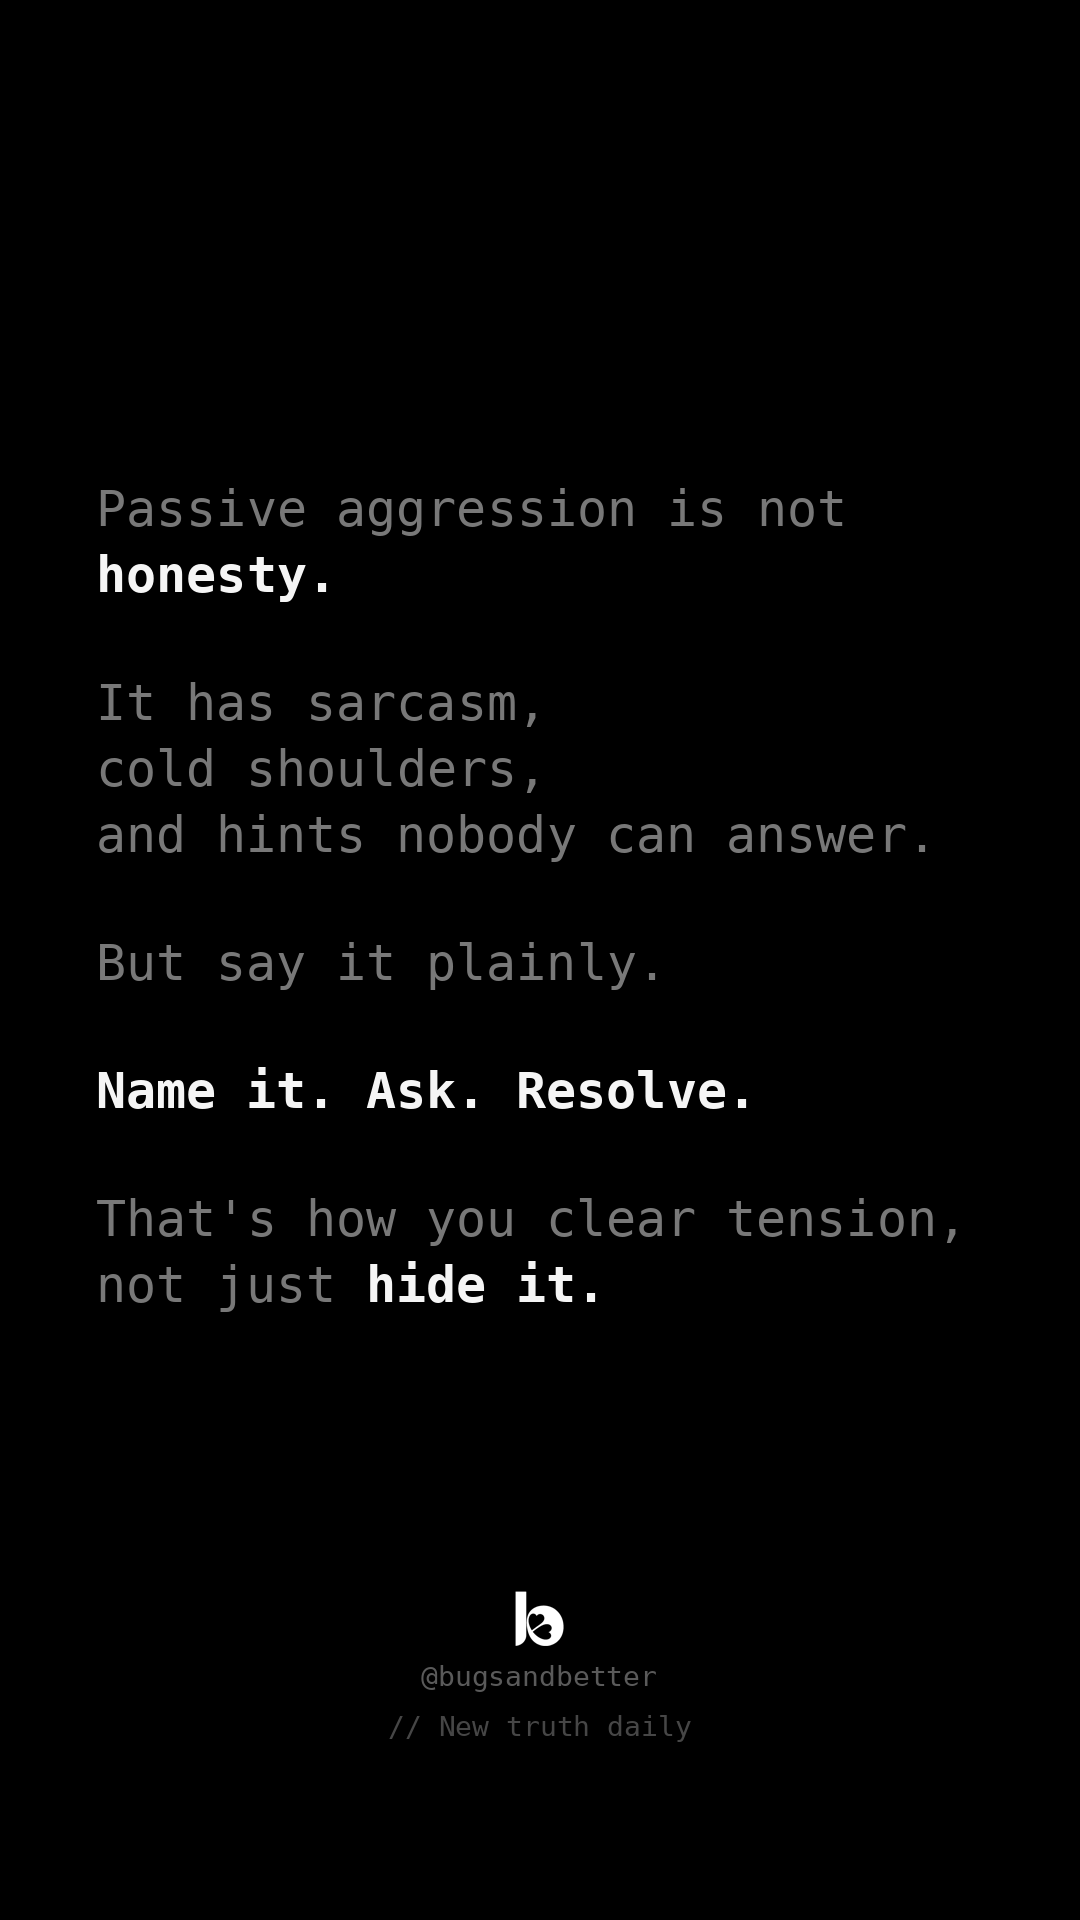 Passive aggression is not
honesty.
It has sarcasm,
cold shoulders,
and hints nobody can answer.
But say it plainly.
Name it. Ask. Resolve.
That's how you clear tension,
not just hide it.
b
@bugsandbetter
// New truth daily